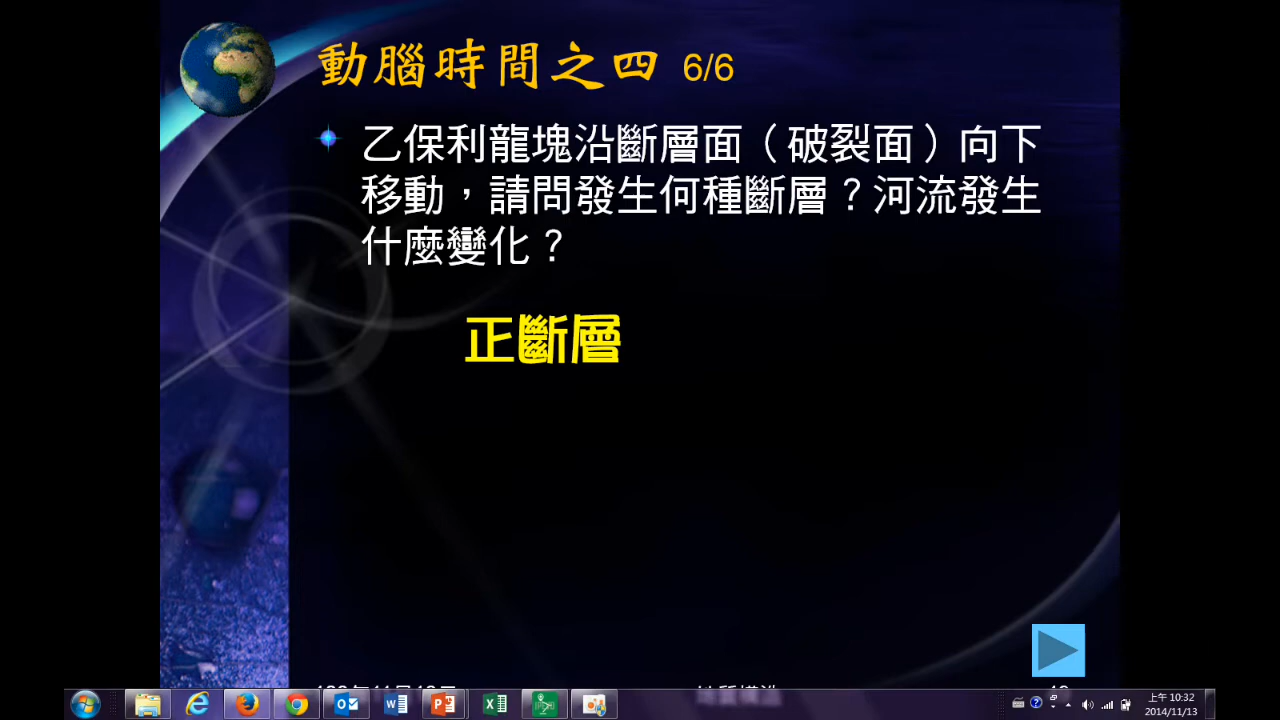 動腦時間之四 6/6
乙保利龍塊沿斷層面（破裂面）向下
移動，請問發生何種斷層？河流發生
什麼變化？
正斷層
上午 10:32
2014/11/13